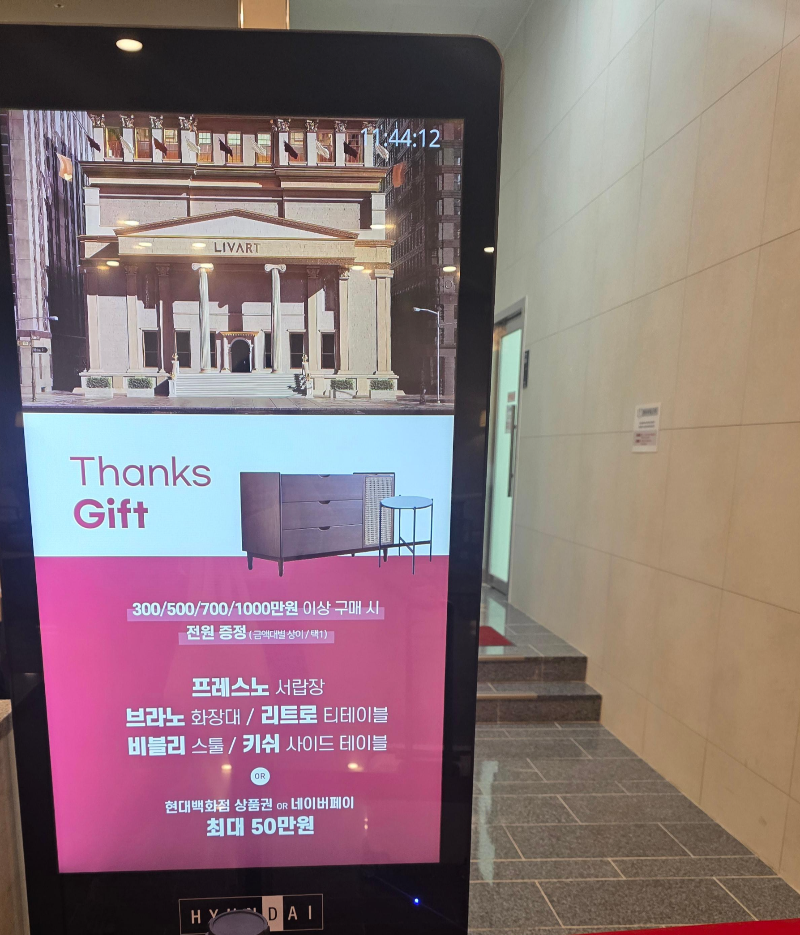 11:44:12
LIVART
Thanks
Gift
300/500/700/1000만원 이상 구매 시
전원 증정 (금액대별 상이 / 택1)
프레스노 서랍장
브라노 화장대 / 리트로 티테이블
비블리 스툴 / 키쉬 사이드 테이블
OR
현대백화점 상품권 OR 네이버페이
최대 50만원
HYUNDAI